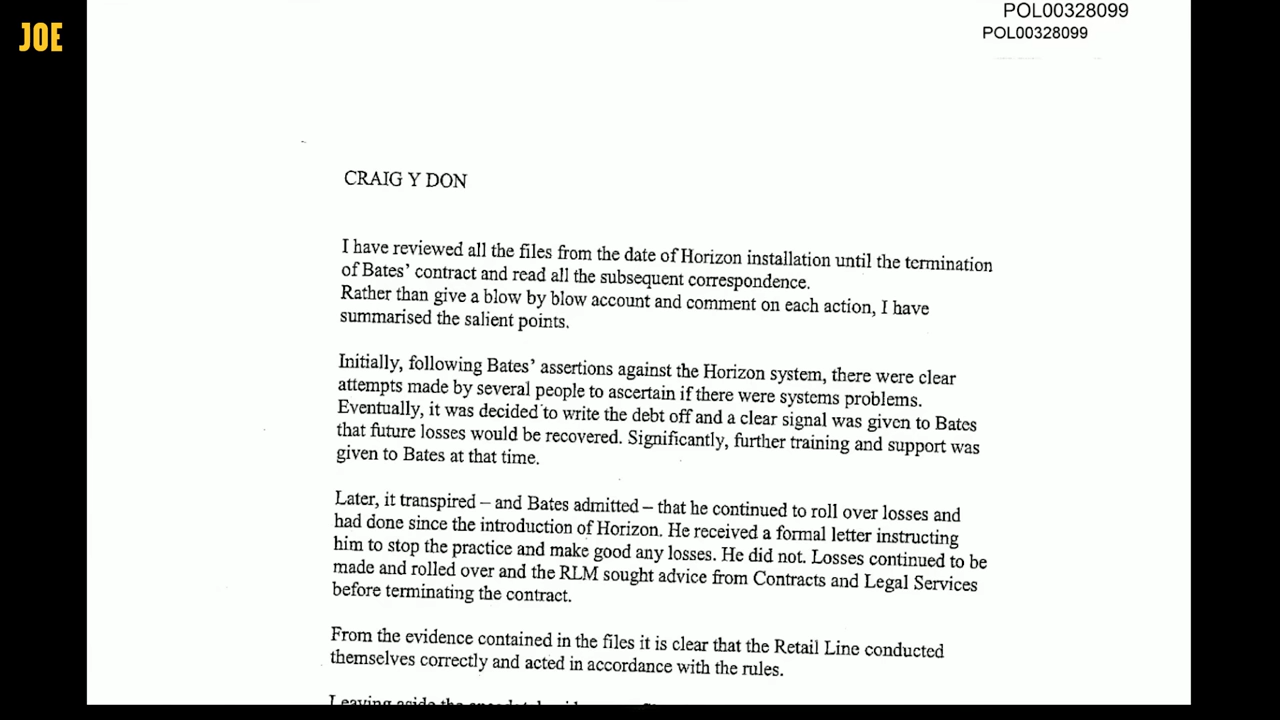 JOE
POL00328099
POL00328099
CRAIG Y DON
I have reviewed all the files from the date of Horizon installation until the termination
of Bates’ contract and read all the subsequent correspondence.
Rather than give a blow by blow account and comment on each action, I have
summarised the salient points.
Initially, following Bates’ assertions against the Horizon system, there were clear
attempts made by several people to ascertain if there were systems problems.
Eventually, it was decided to write the debt off and a clear signal was given to Bates
that future losses would be recovered. Significantly, further training and support was
given to Bates at that time.
Later, it transpired – and Bates admitted – that he continued to roll over losses and
had done since the introduction of Horizon. He received a formal letter instructing
him to stop the practice and make good any losses. He did not. Losses continued to be
made and rolled over and the RLM sought advice from Contracts and Legal Services
before terminating the contract.
From the evidence contained in the files it is clear that the Retail Line conducted
themselves correctly and acted in accordance with the rules.
Leaving aside the